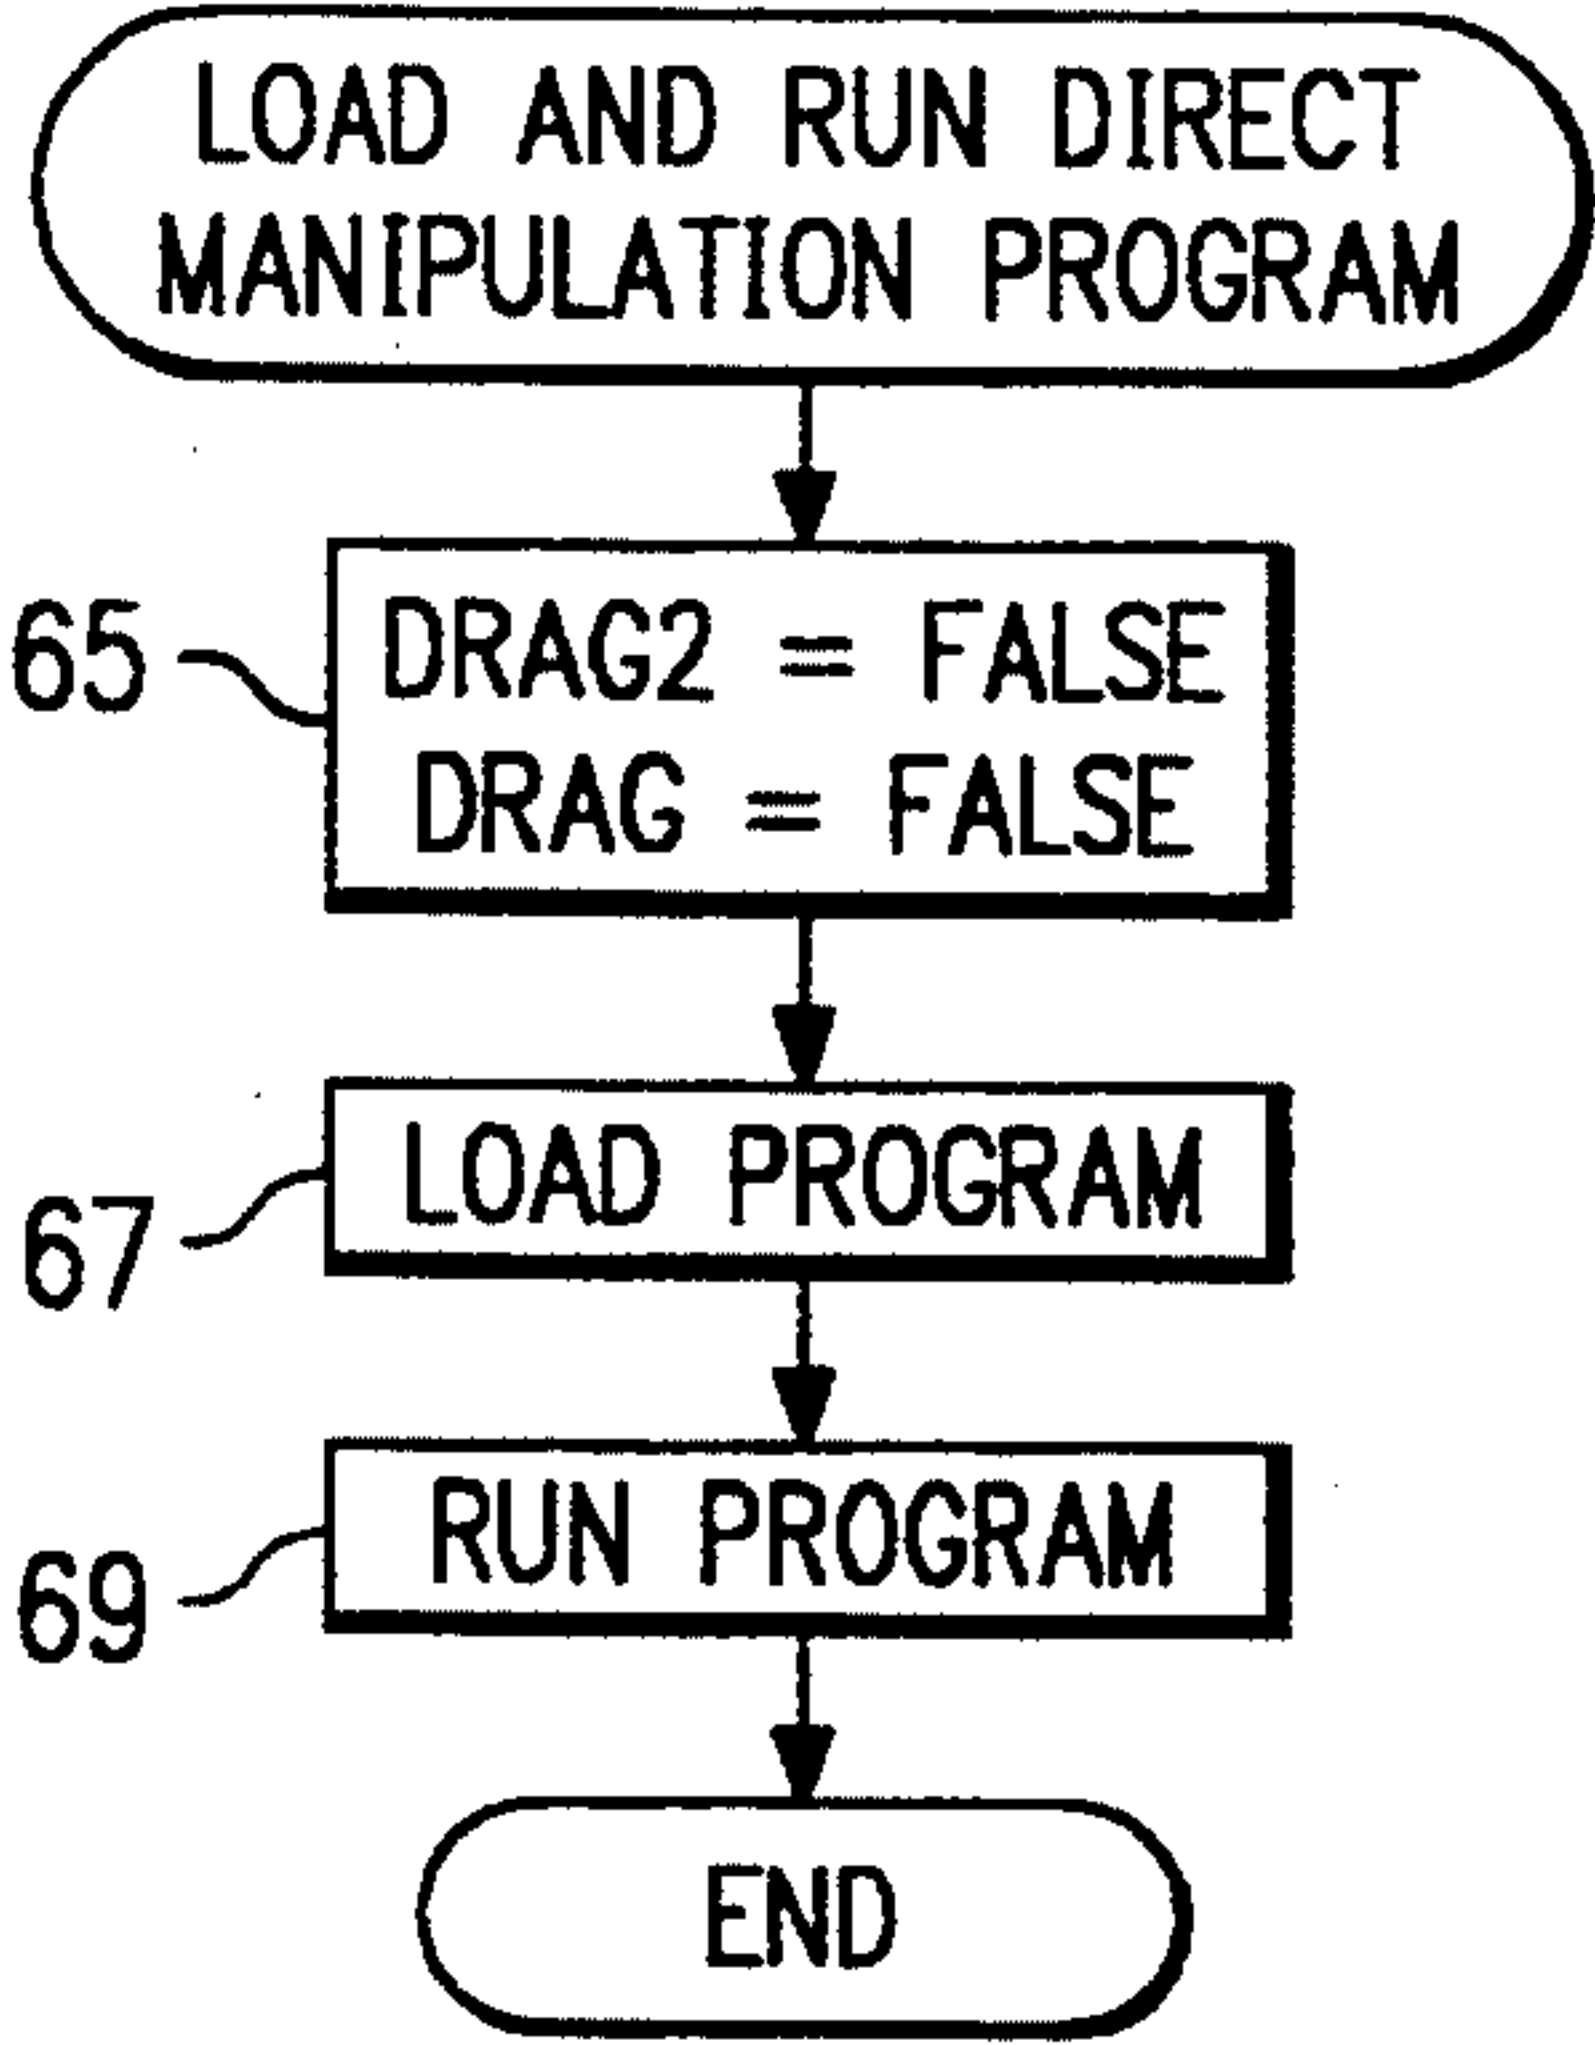 LOAD AND RUN DIRECT
MANIPULATION PROGRAM
65
DRAG2 = FALSE
DRAG = FALSE
67
LOAD PROGRAM
69
RUN PROGRAM
END